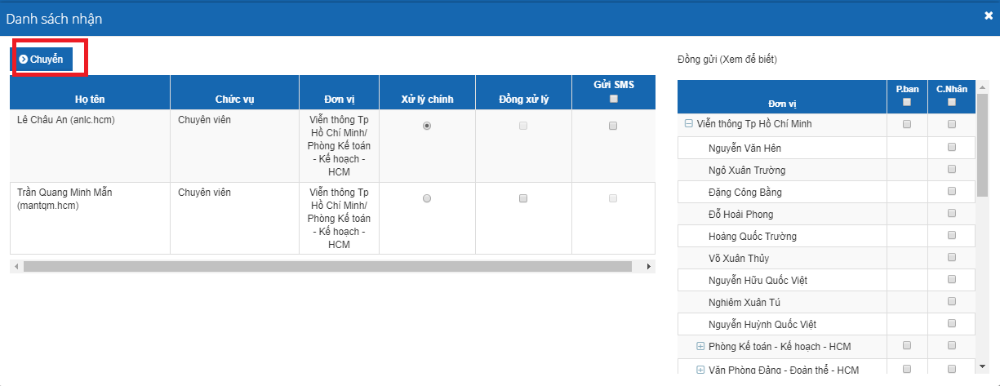 Danh sách nhận
Chuyển
Đồng gửi (Xem để biết)
Họ tên
Chức vụ
Đơn vị
Xử lý chính
Đồng xử lý
Gửi SMS
Lê Châu An (anlc.hcm)
Chuyên viên
Viễn thông Tp
Hồ Chí Minh/
Phòng Kế toán
- Kế hoạch -
HCM
Trần Quang Minh Mẫn
(mantqm.hcm)
Chuyên viên
Viễn thông Tp
Hồ Chí Minh/
Phòng Kế toán
- Kế hoạch -
HCM
Đơn vị
P.ban
C.Nhân
Viễn thông Tp Hồ Chí Minh
Nguyễn Văn Hên
Ngô Xuân Trường
Đặng Công Bằng
Đỗ Hoài Phong
Hoàng Quốc Trường
Võ Xuân Thủy
Nguyễn Hữu Quốc Việt
Nghiêm Xuân Tú
Nguyễn Huỳnh Quốc Việt
Phòng Kế toán - Kế hoạch - HCM
Văn Phòng Đảng - Đoàn thể - HCM